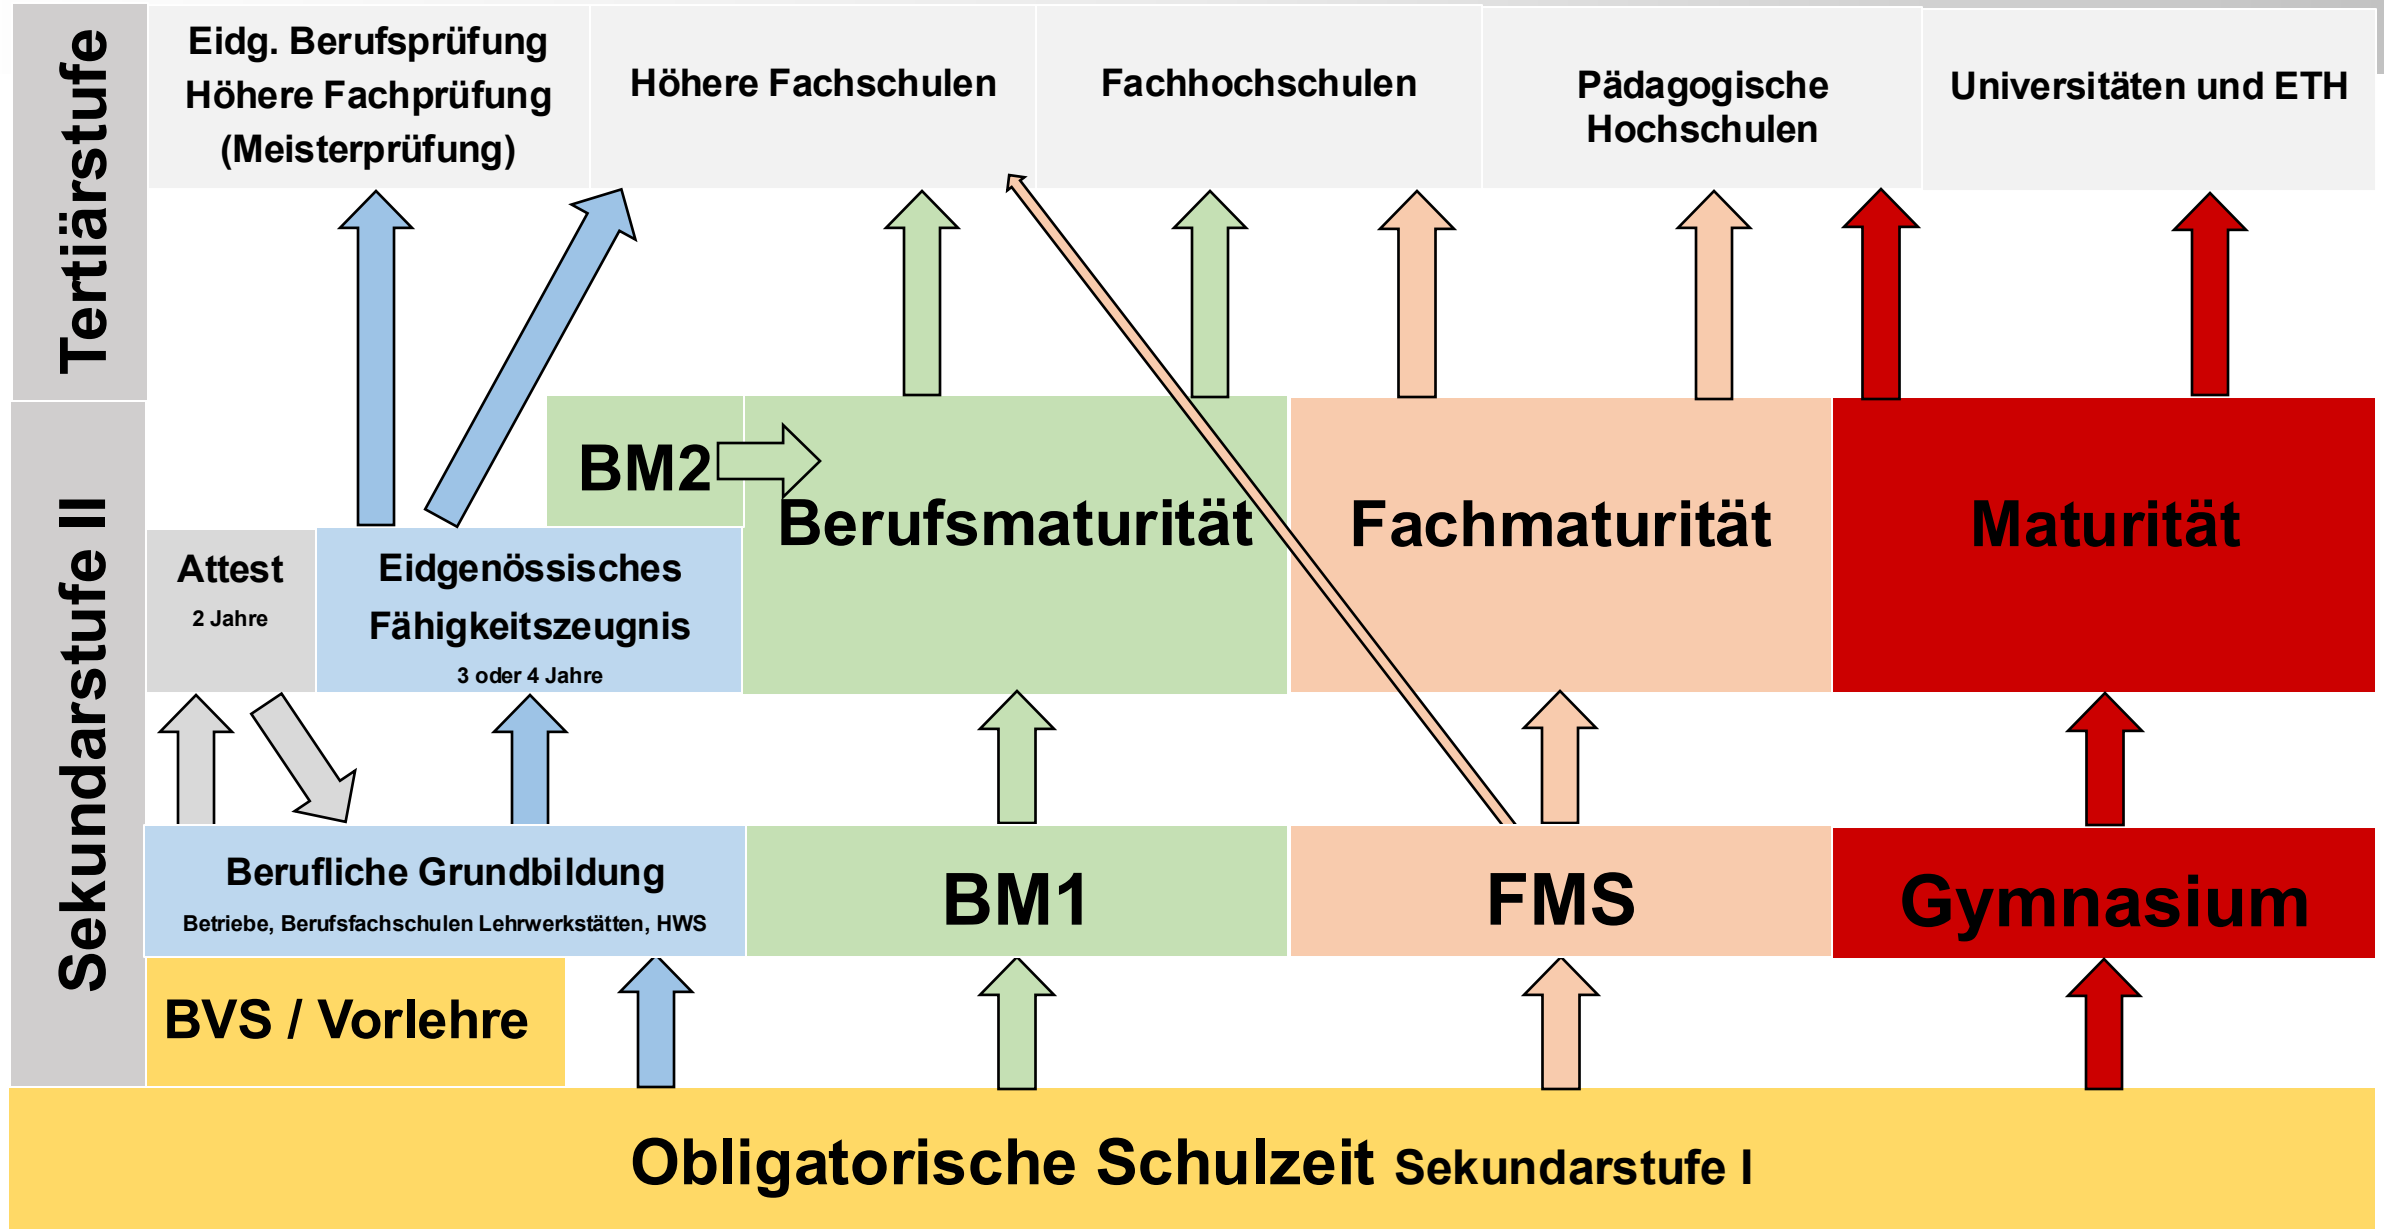 Tertiärstufe
Eidg. Berufsprüfung
Höhere Fachprüfung
(Meisterprüfung)
Höhere Fachschulen
Fachhochschulen
Pädagogische
Hochschulen
Universitäten und ETH
Sekundarstufe II
BM2
Berufsmaturität
Fachmaturität
Maturität
Attest
2 Jahre
Eidgenössisches
Fähigkeitszeugnis
3 oder 4 Jahre
Berufliche Grundbildung
Betriebe, Berufsfachschulen Lehrwerkstätten, HWS
BM1
FMS
Gymnasium
BVS / Vorlehre
Obligatorische Schulzeit Sekundarstufe I